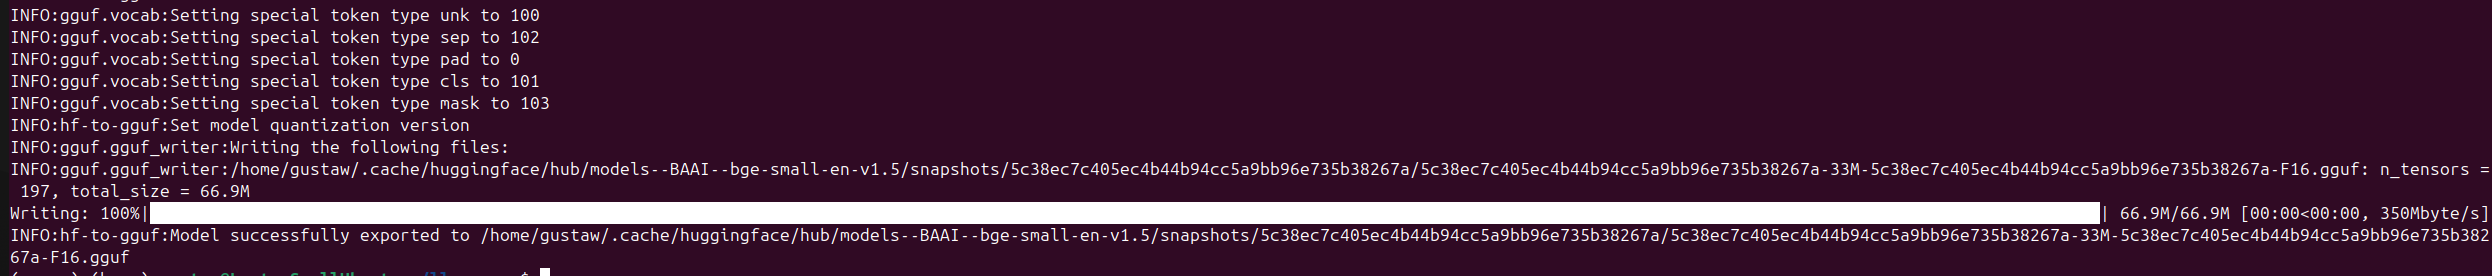 INFO:gguf.vocab:Setting special token type unk to 100
INFO:gguf.vocab:Setting special token type sep to 102
INFO:gguf.vocab:Setting special token type pad to 0
INFO:gguf.vocab:Setting special token type cls to 101
INFO:gguf.vocab:Setting special token type mask to 103
INFO:hf-to-gguf:Set model quantization version
INFO:gguf.gguf_writer:Writing the following files:
INFO:gguf.gguf_writer:/home/gustaw/.cache/huggingface/hub/models--BAAI--bge-small-en-v1.5/snapshots/5c38ec7c405ec4b44b94cc5a9bb96e735b38267a/5c38ec7c405ec4b44b94cc5a9bb96e735b38267a-33M-5c38ec7c405ec4b44b94cc5a9bb96e735b38267a-F16.gguf: n_tensors =
197, total_size = 66.9M
Writing: 100%| | 66.9M/66.9M [00:00<00:00, 350Mbyte/s]
INFO:hf-to-gguf:Model successfully exported to /home/gustaw/.cache/huggingface/hub/models--BAAI--bge-small-en-v1.5/snapshots/5c38ec7c405ec4b44b94cc5a9bb96e735b38267a/5c38ec7c405ec4b44b94cc5a9bb96e735b38267a-33M-5c38ec7c405ec4b44b94cc5a9bb96e735b382
67a-F16.gguf